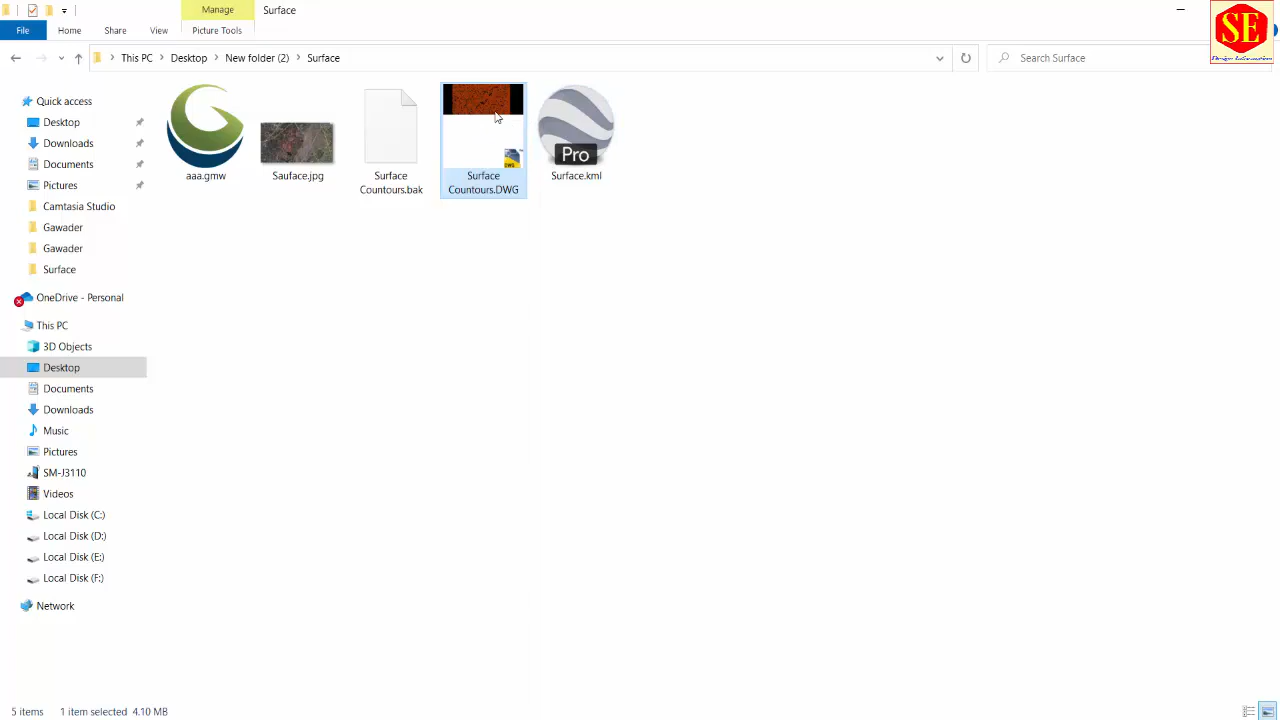 Manage
Surface
File
Home
Share
View
Picture Tools
SE
Design Information
This PC
Desktop
New folder (2)
Surface
Search Surface
Quick access
Desktop
Downloads
Documents
Pictures
Camtasia Studio
Gawader
Gawader
Surface
OneDrive - Personal
This PC
3D Objects
Desktop
Documents
Downloads
Music
Pictures
SM-J3110
Videos
Local Disk (C:)
Local Disk (D:)
Local Disk (E:)
Local Disk (F:)
Network
aaa.gmw
Sauface.jpg
Surface
Countours.bak
DWG
Surface
Countours.DWG
Pro
Surface.kml
5 items
1 item selected 4.10 MB